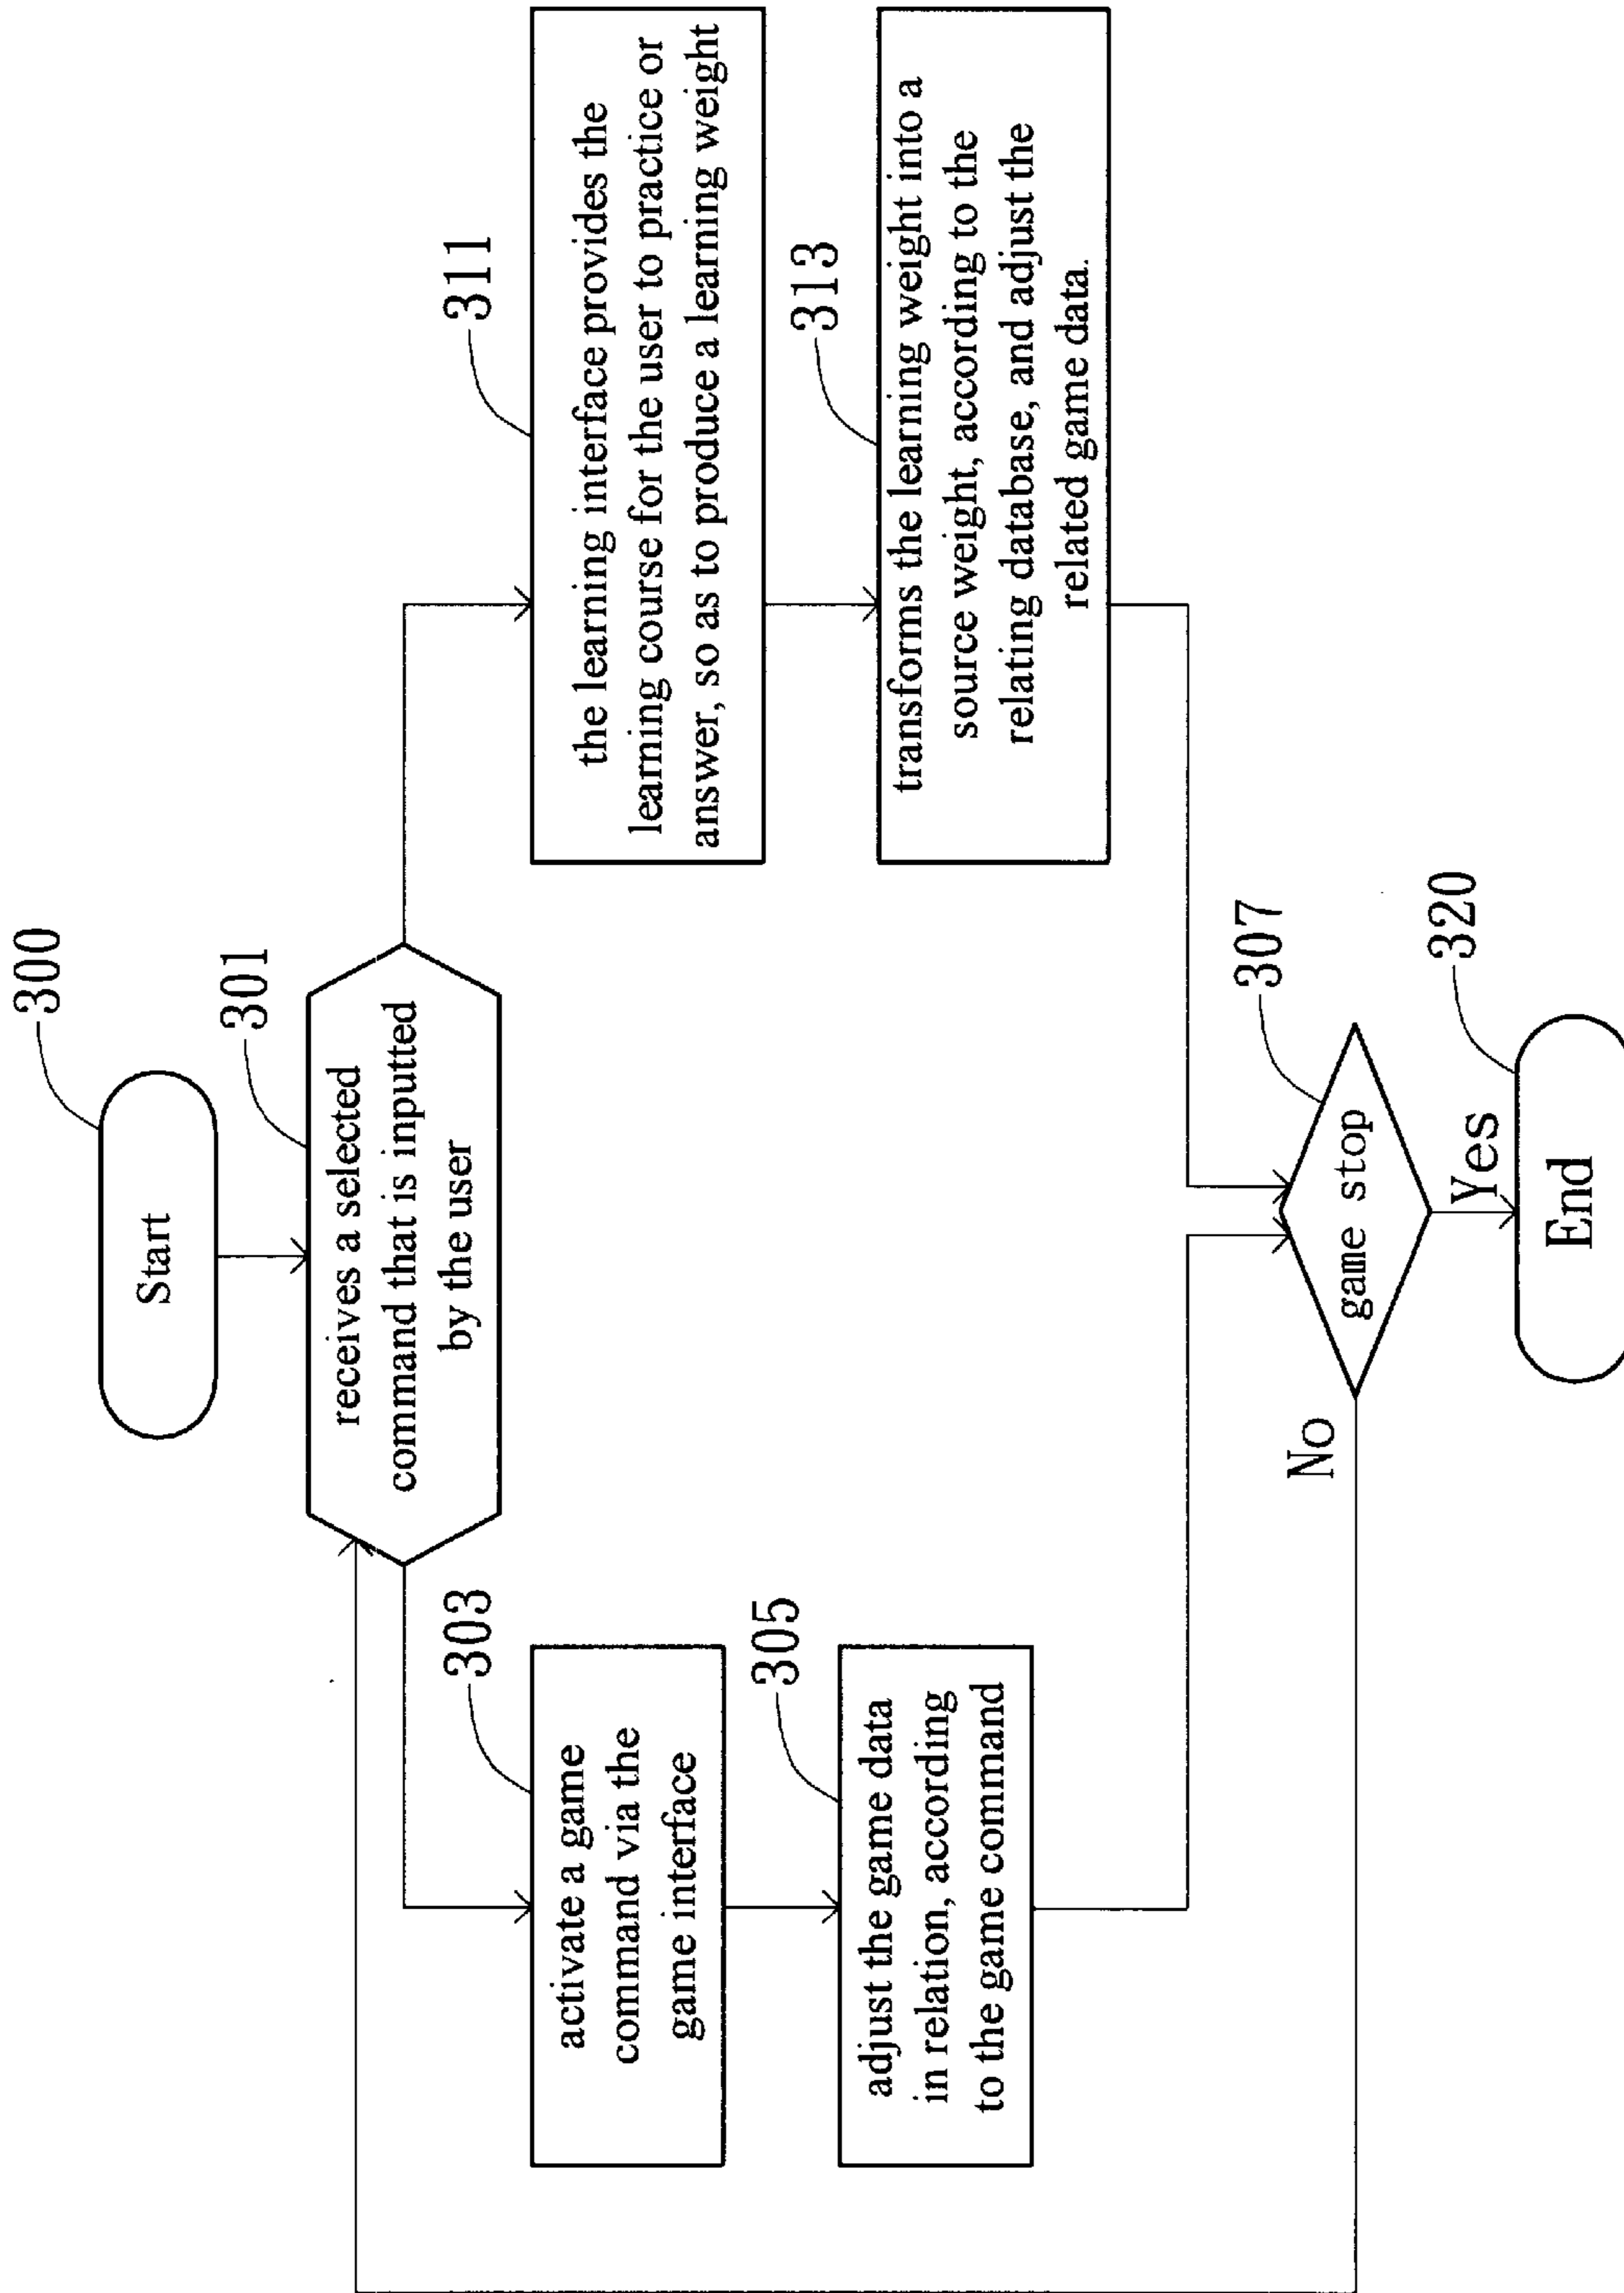 300
Start
301
receives a selected
command that is inputted
by the user
303
activate a game
command via the
game interface
305
adjust the game data
in relation, according
to the game command
311
the learning interface provides the
learning course for the user to practice or
answer, so as to produce a learning weight
313
transforms the learning weight into a
source weight, according to the
relating database, and adjust the
related game data.
307
game stop
No
Yes
320
End